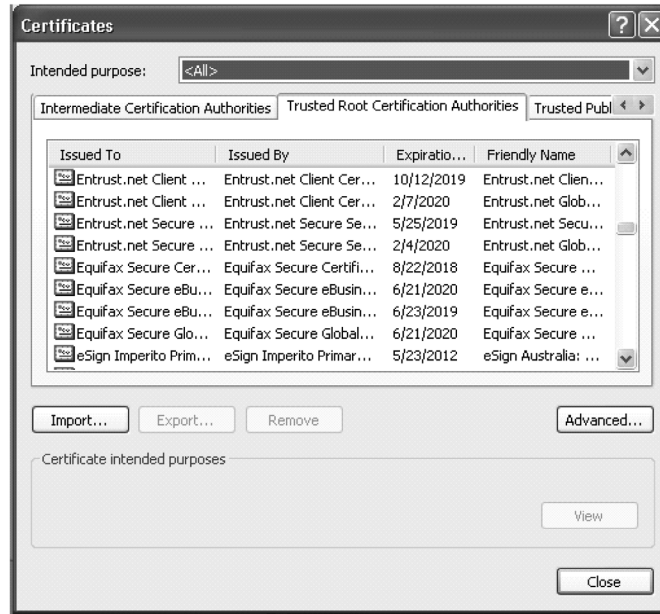 Certificates
Intended purpose: <All>
Intermediate Certification Authorities Trusted Root Certification Authorities Trusted Publ
Issued To Issued By Expiratio... Friendly Name
Entrust.net Client ... Entrust.net Client Cer... 10/12/2019 Entrust.net Clien...
Entrust.net Client ... Entrust.net Client Cer... 2/7/2020 Entrust.net Glob...
Entrust.net Secure ... Entrust.net Secure Se... 5/25/2019 Entrust.net Secu...
Entrust.net Secure ... Entrust.net Secure Se... 2/4/2020 Entrust.net Glob...
Equifax Secure Cer... Equifax Secure Certifi... 8/22/2018 Equifax Secure ...
Equifax Secure eBu... Equifax Secure eBusin... 6/21/2020 Equifax Secure e...
Equifax Secure eBu... Equifax Secure eBusin... 6/23/2019 Equifax Secure e...
Equifax Secure Glo... Equifax Secure Global... 6/21/2020 Equifax Secure ...
eSign Imperito Prim... eSign Imperito Primar... 5/23/2012 eSign Australia: ...
Import... Export... Remove Advanced...
Certificate intended purposes
View
Close